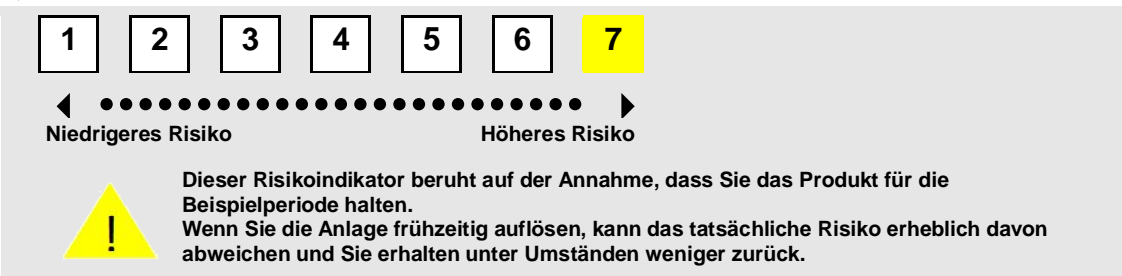 1 2 3 4 5 6 7
Niedrigeres Risiko Höheres Risiko
!
Dieser Risikoindikator beruht auf der Annahme, dass Sie das Produkt für die
Beispielperiode halten.
Wenn Sie die Anlage frühzeitig auflösen, kann das tatsächliche Risiko erheblich davon
abweichen und Sie erhalten unter Umständen weniger zurück.